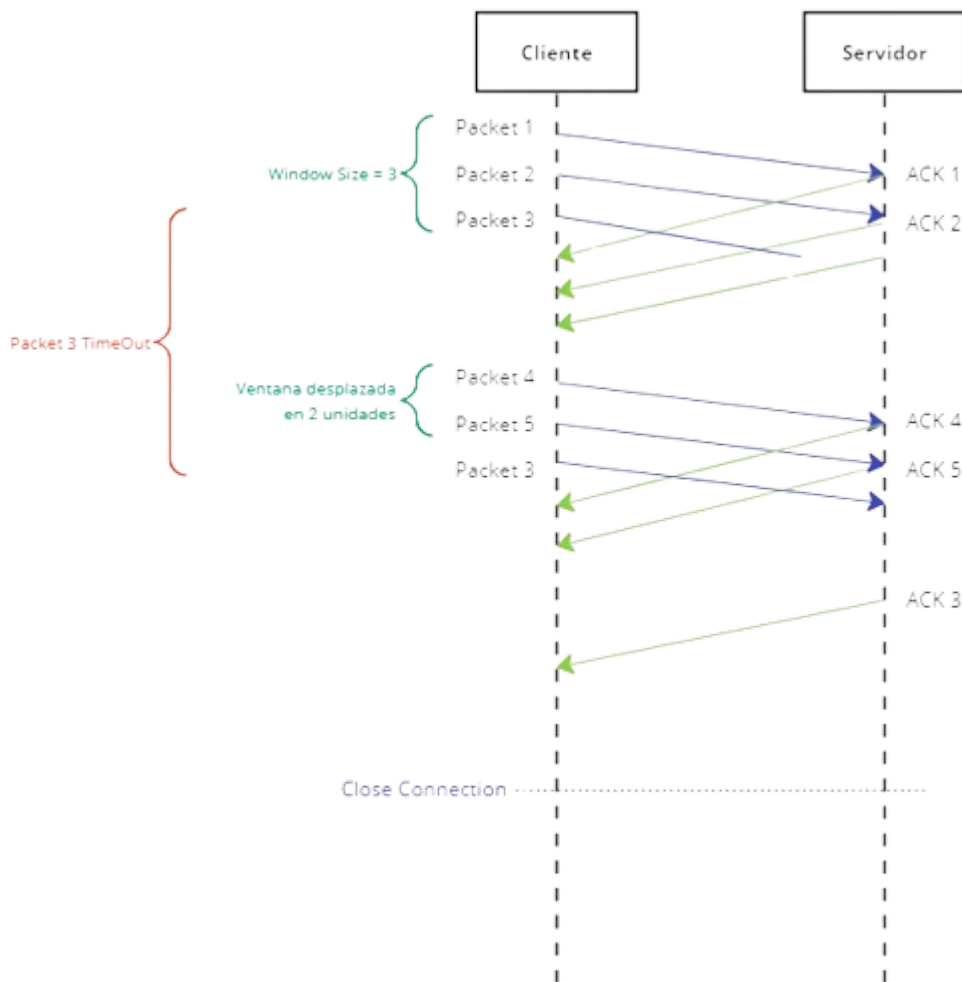 Cliente
Servidor
Packet 1
Window Size = 3
Packet 2
ACK 1
Packet 3
ACK 2
Packet 3 TimeOut
Ventana desplazada
en 2 unidades
Packet 4
Packet 5
ACK 4
Packet 3
ACK 5
ACK 3
Close Connection